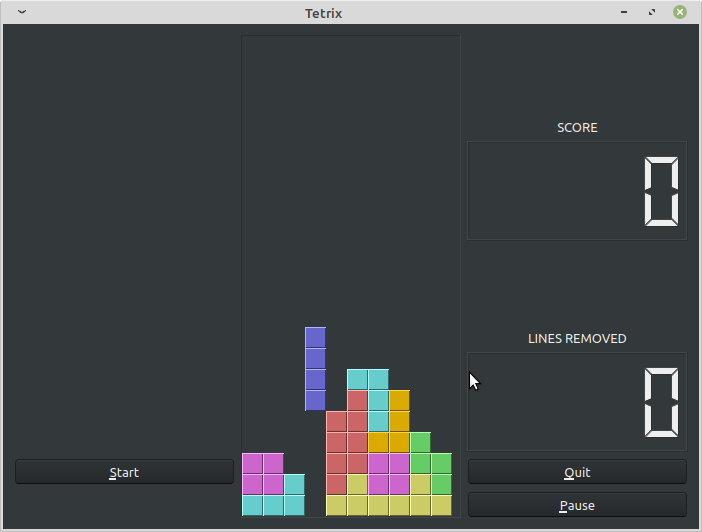 Tetrix
SCORE
0
LINES REMOVED
0
Start
Quit
Pause